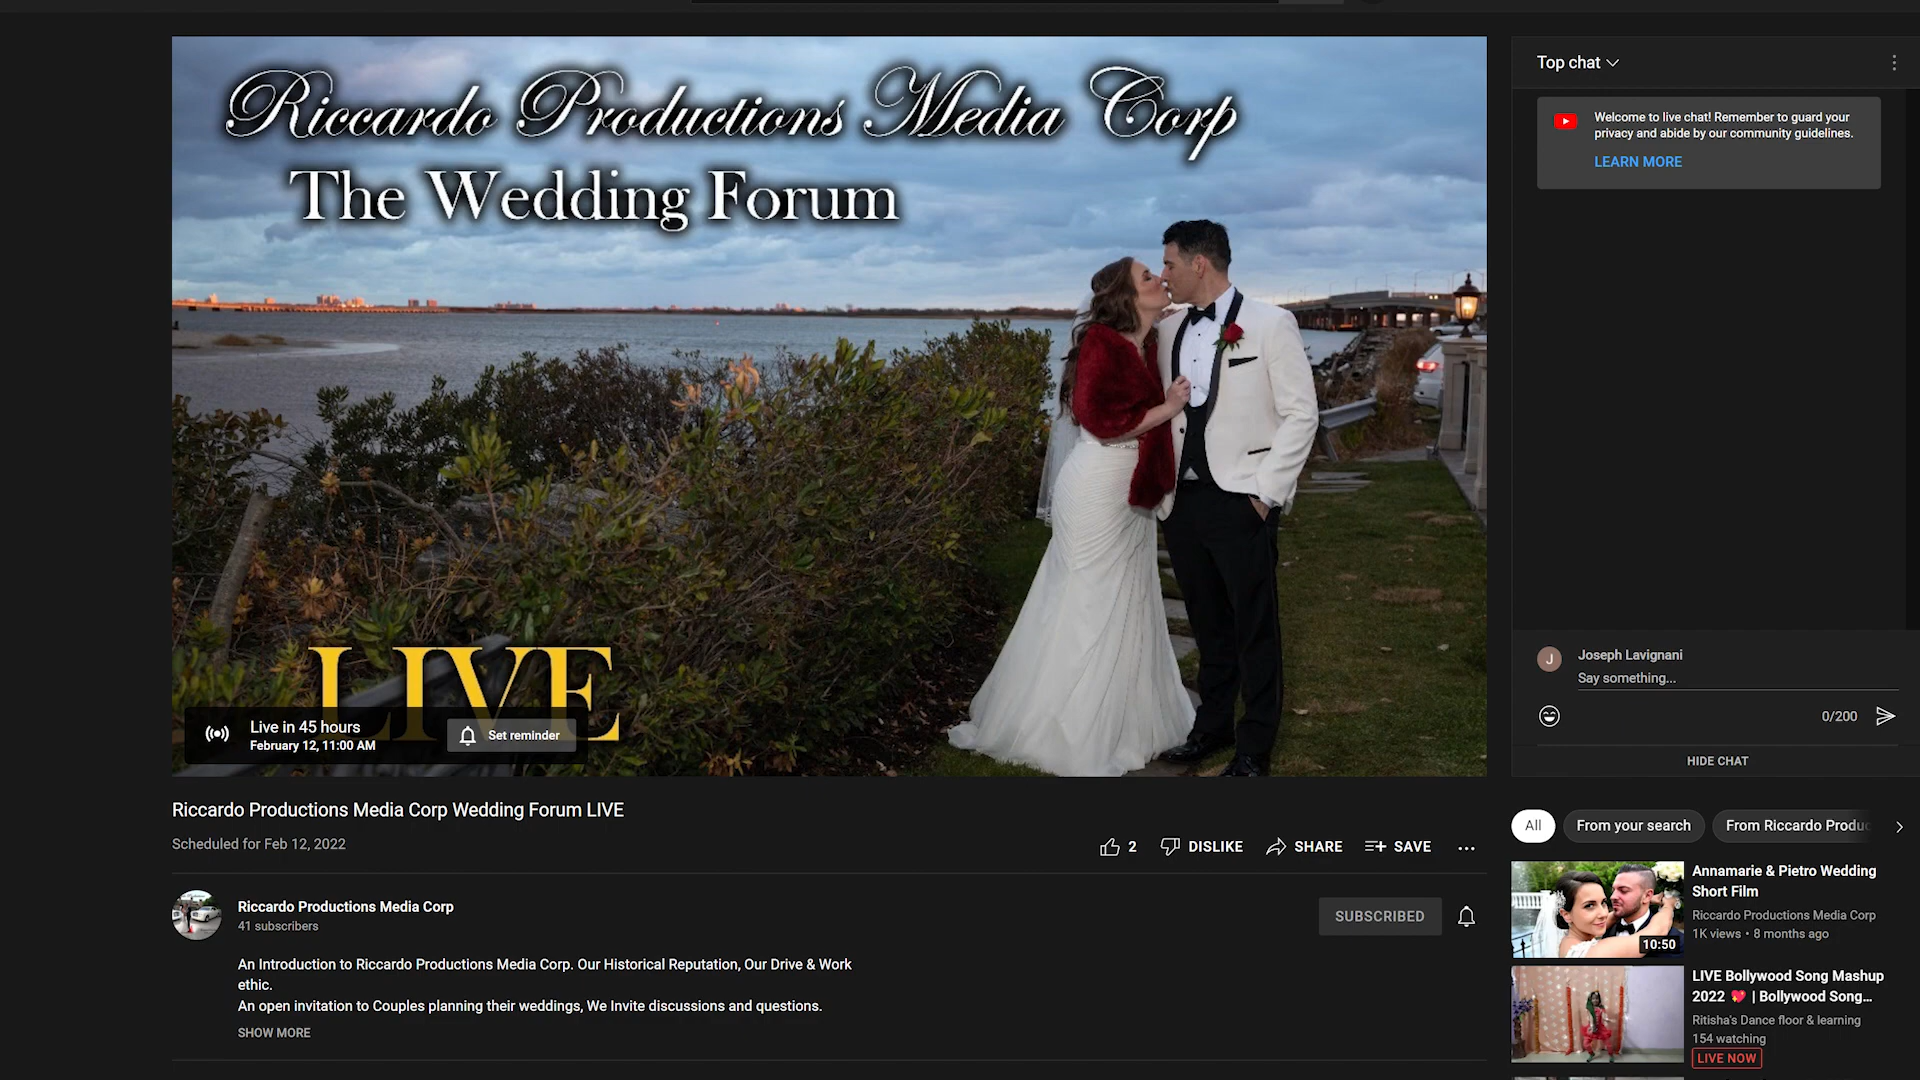 Riccardo Productions Media Corp
The Wedding Forum
LIVE
Live in 45 hours
February 12, 11:00 AM
Set reminder
Riccardo Productions Media Corp Wedding Forum LIVE
Scheduled for Feb 12, 2022
2
DISLIKE
SHARE
SAVE
Riccardo Productions Media Corp
41 subscribers
SUBSCRIBED
An Introduction to Riccardo Productions Media Corp. Our Historical Reputation, Our Drive & Work
ethic.
An open invitation to Couples planning their weddings, We Invite discussions and questions.
SHOW MORE
Top chat
Welcome to live chat! Remember to guard your
privacy and abide by our community guidelines.
LEARN MORE
J
Joseph Lavignani
Say something...
0/200
HIDE CHAT
All
From your search
From Riccardo Produc
10:50
Annamarie & Pietro Wedding
Short Film
Riccardo Productions Media Corp
1K views • 8 months ago
LIVE Bollywood Song Mashup
2022 💖 | Bollywood Song...
Ritisha's Dance floor & learning
154 watching
LIVE NOW